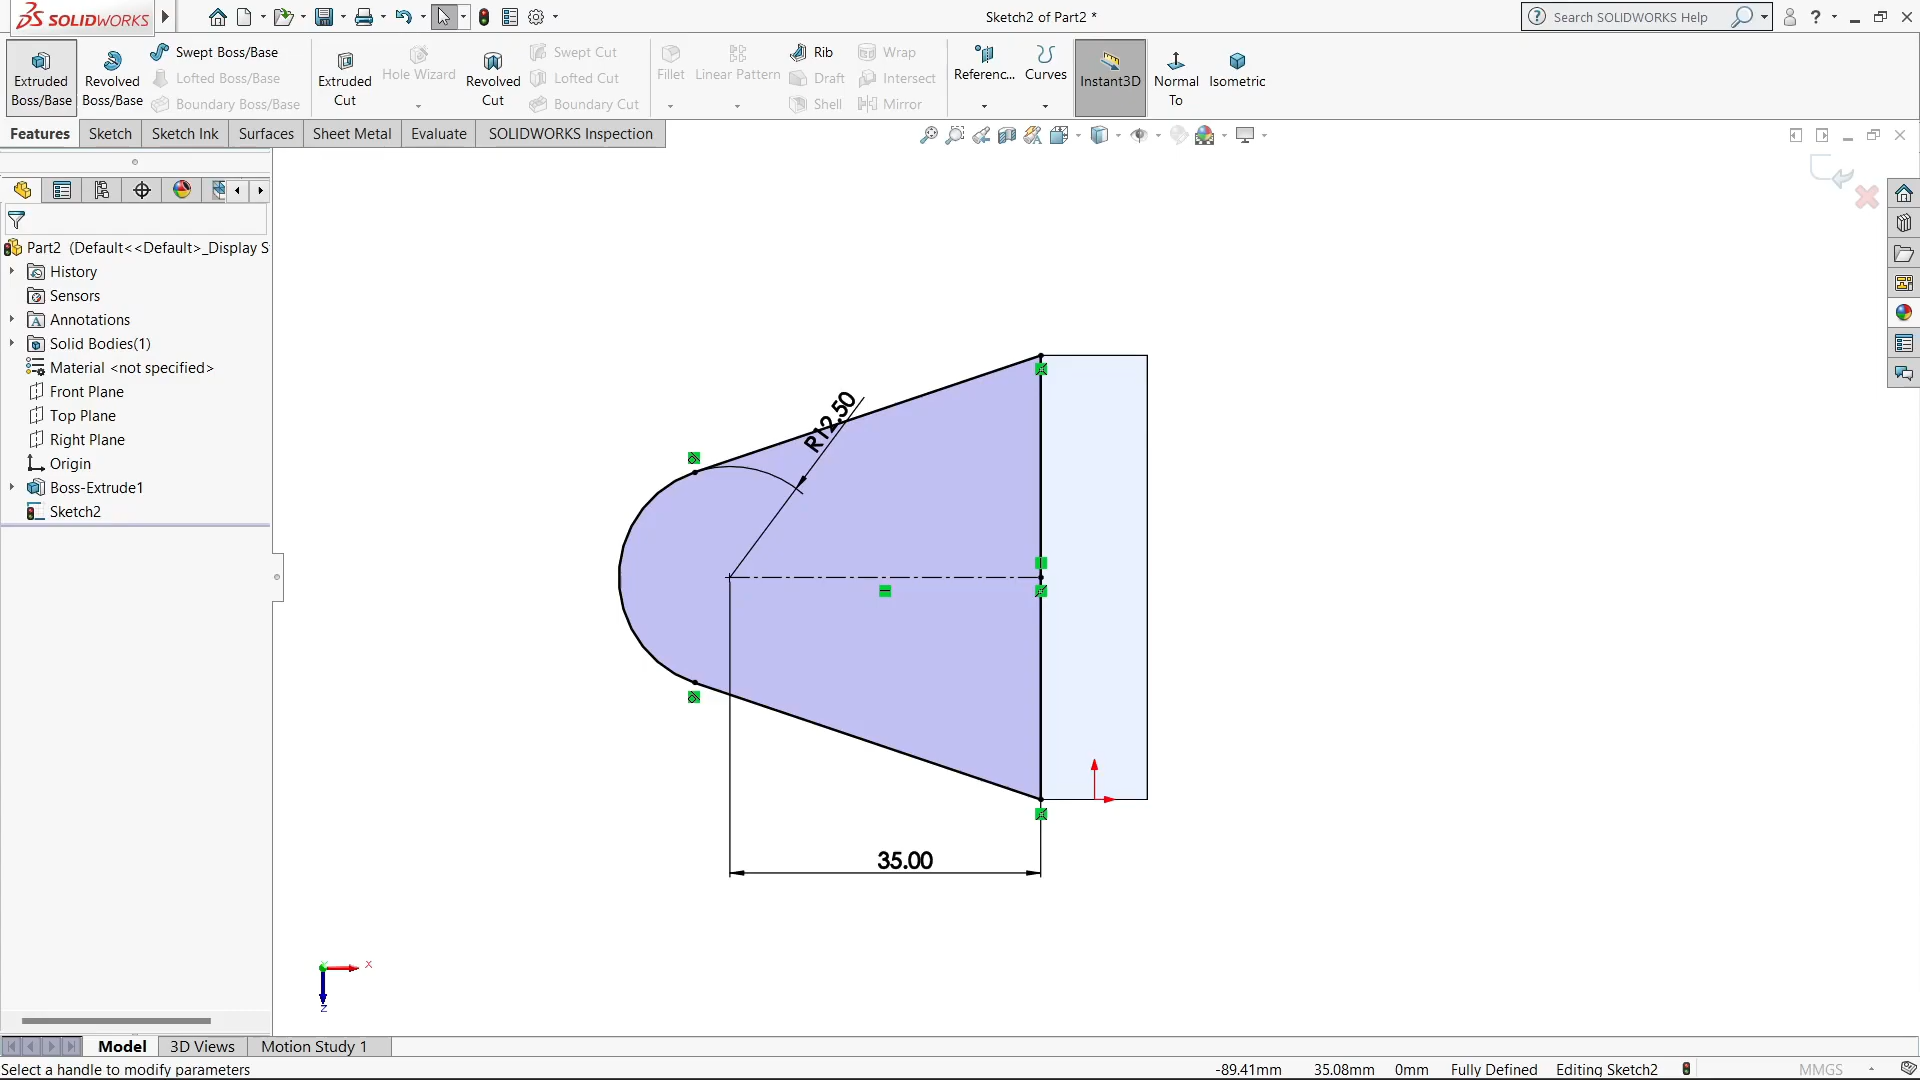 SOLIDWORKS
Sketch2 of Part2 *
Search SOLIDWORKS Help
Extruded Boss/Base
Revolved Boss/Base
Swept Boss/Base
Lofted Boss/Base
Boundary Boss/Base
Extruded Cut
Hole Wizard
Revolved Cut
Swept Cut
Lofted Cut
Boundary Cut
Fillet
Linear Pattern
Rib
Draft
Shell
Wrap
Intersect
Mirror
Referenc...
Curves
Instant3D
Normal To
Isometric
Features
Sketch
Sketch Ink
Surfaces
Sheet Metal
Evaluate
SOLIDWORKS Inspection
Part2 (Default<<Default>_Display S
History
Sensors
Annotations
Solid Bodies(1)
Material <not specified>
Front Plane
Top Plane
Right Plane
Origin
Boss-Extrude1
Sketch2
R12.50
35.00
X
Y
Z
Model
3D Views
Motion Study 1
Select a handle to modify parameters
-89.41mm
35.08mm
0mm
Fully Defined
Editing Sketch2
MMGS